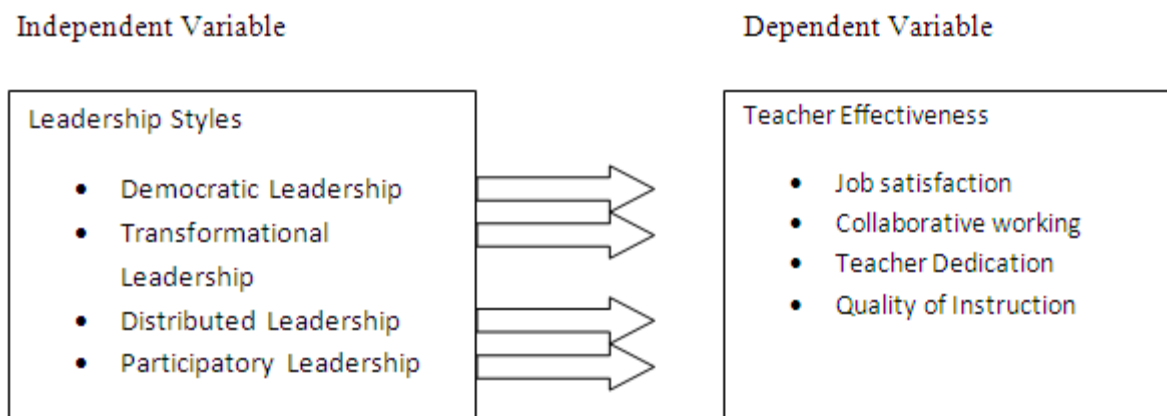 Independent Variable
Dependent Variable
Leadership Styles
• Democratic Leadership
• Transformational
Leadership
• Distributed Leadership
• Participatory Leadership
Teacher Effectiveness
• Job satisfaction
• Collaborative working
• Teacher Dedication
• Quality of Instruction